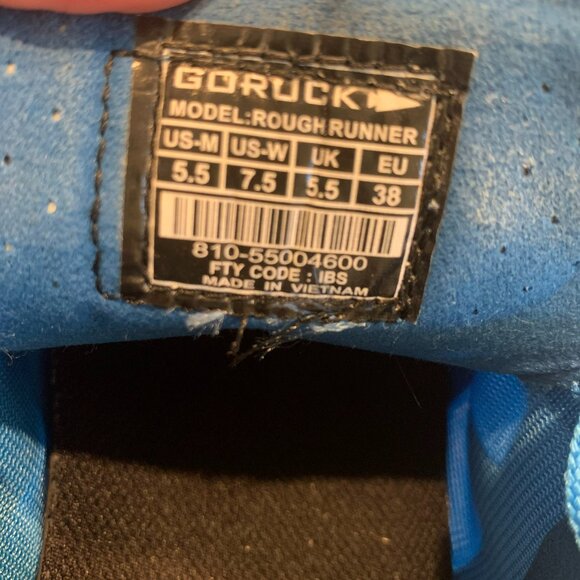 GORUCK
MODEL:ROUGH RUNNER
US-M US-W UK EU
5.5 7.5 5.5 38
810-55004600
FTY CODE : IBS
MADE IN VIETNAM